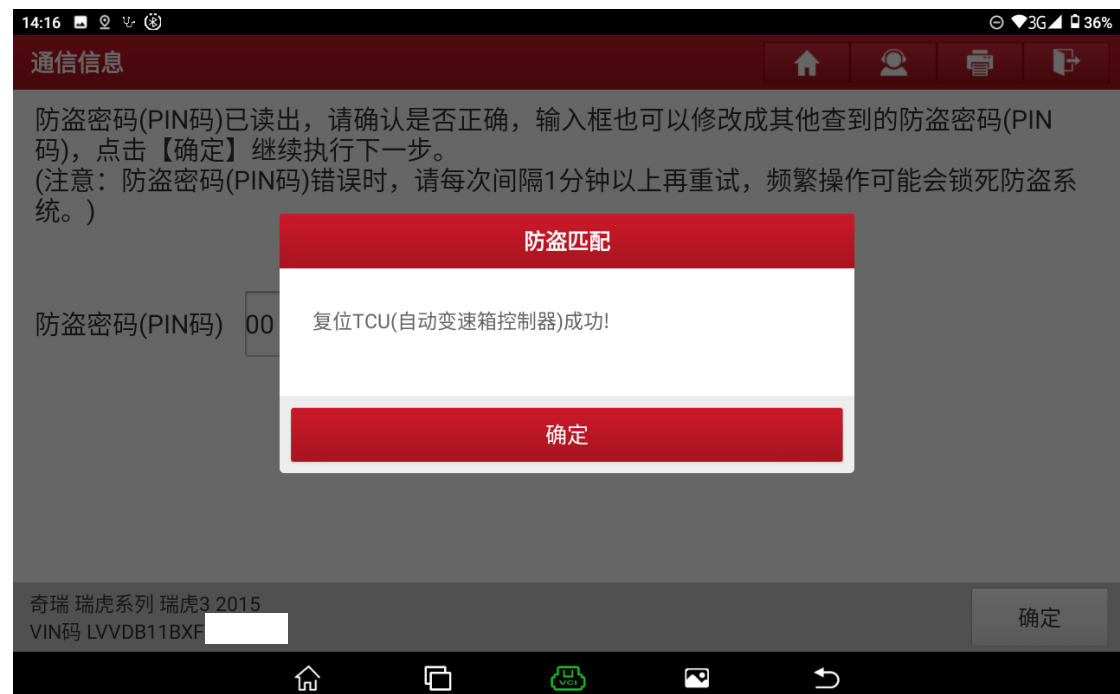 14:16
3G
36%
通信信息
防盗密码(PIN码)已读出，请确认是否正确，输入框也可以修改成其他查到的防盗密码(PIN
码)，点击【确定】继续执行下一步。
(注意：防盗密码(PIN码)错误时，请每次间隔1分钟以上再重试，频繁操作可能会锁死防盗系
统。)
防盗匹配
复位TCU(自动变速箱控制器)成功!
确定
防盗密码(PIN码)
00
奇瑞 瑞虎系列 瑞虎3 2015
VIN码 LVVDB11BXF
确定
VCI